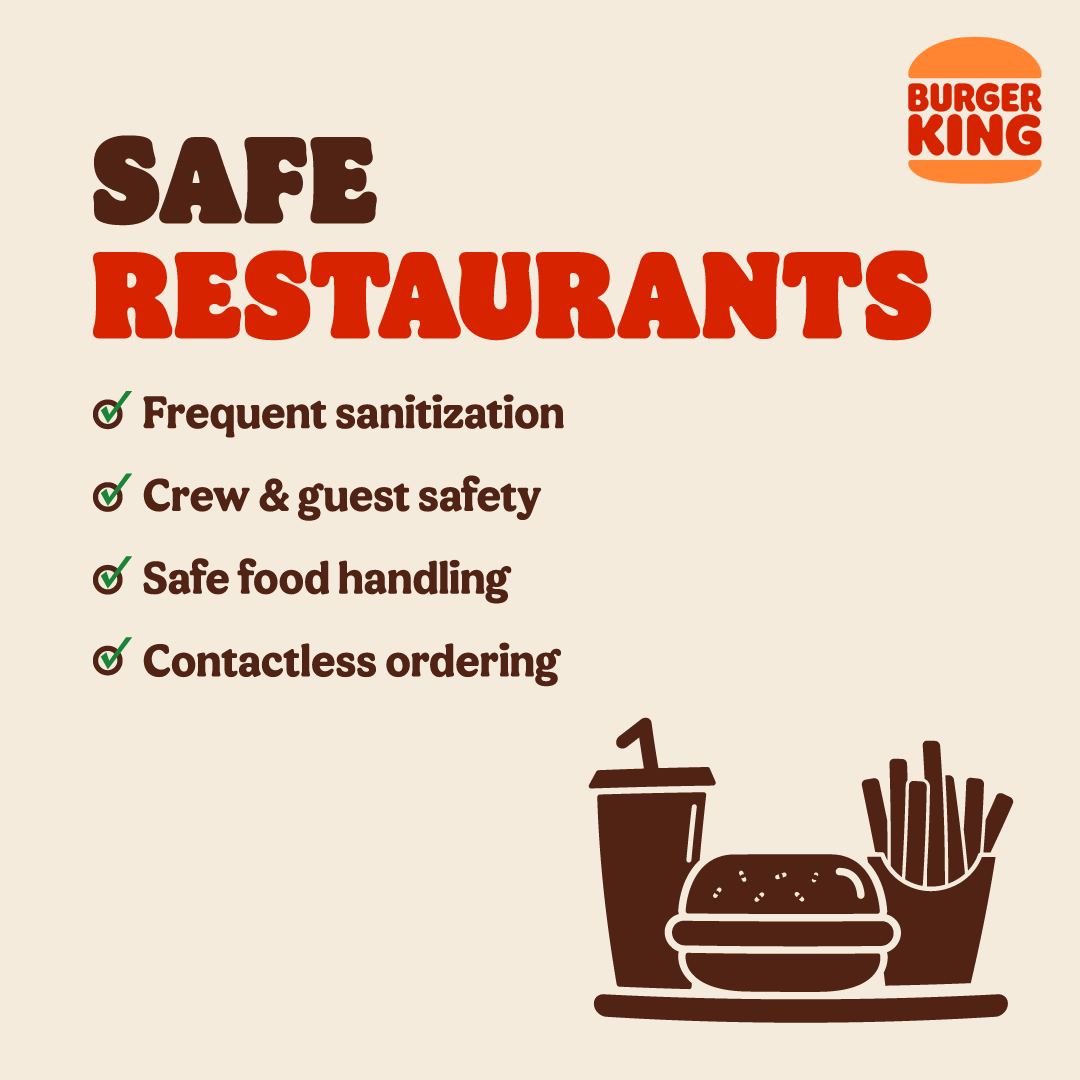 BURGER
KING
SAFE
RESTAURANTS
Frequent sanitization
Crew & guest safety
Safe food handling
Contactless ordering